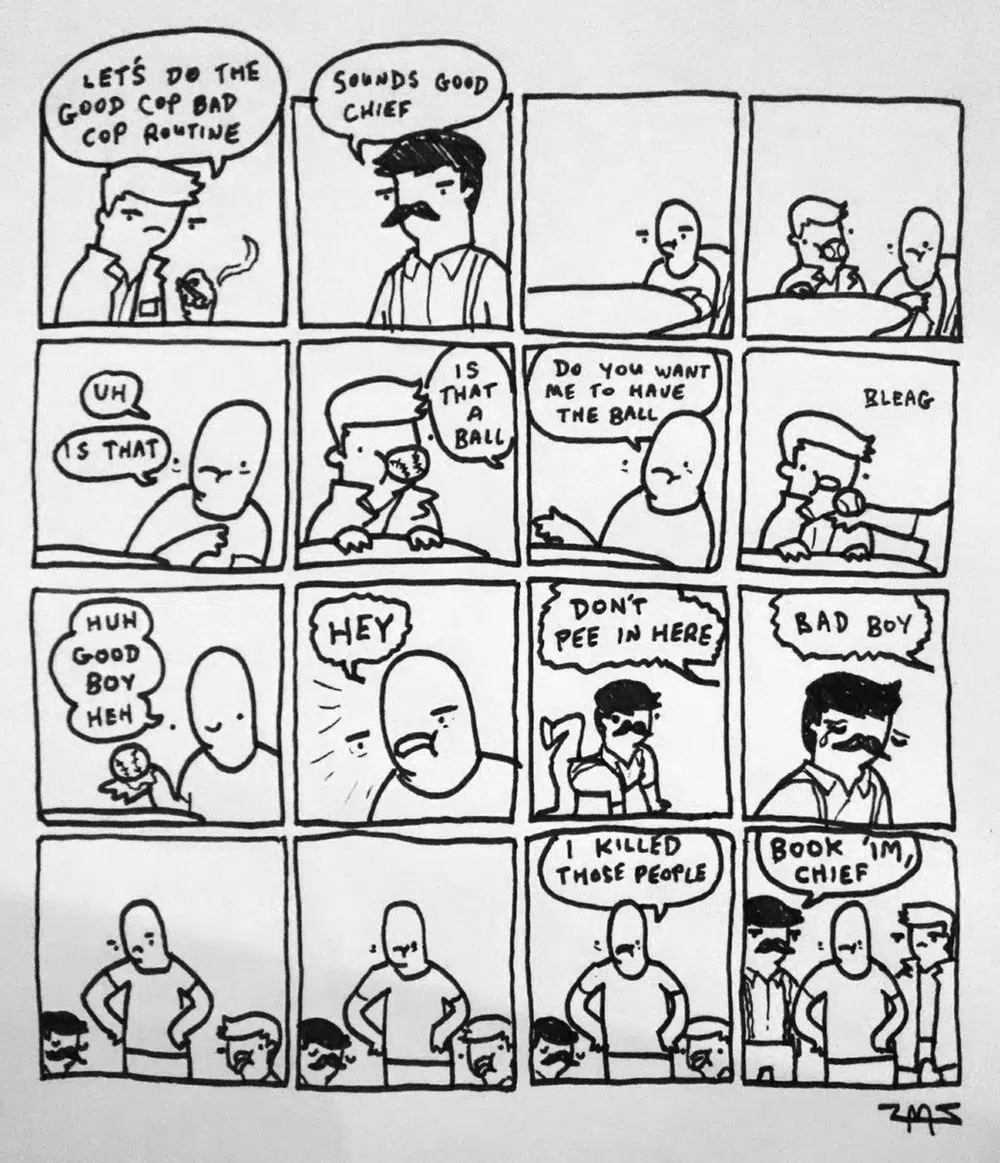 LET'S DO THE
GOOD COP BAD
COP ROUTINE
SOUNDS GOOD
CHIEF
UH
IS THAT
IS
THAT
A
BALL
DO YOU WANT
ME TO HAVE
THE BALL
BLEAG
HUH
GOOD
BOY
HEH
HEY
DON'T
PEE IN HERE
BAD BOY
I KILLED
THOSE PEOPLE
BOOK 'IM,
CHIEF